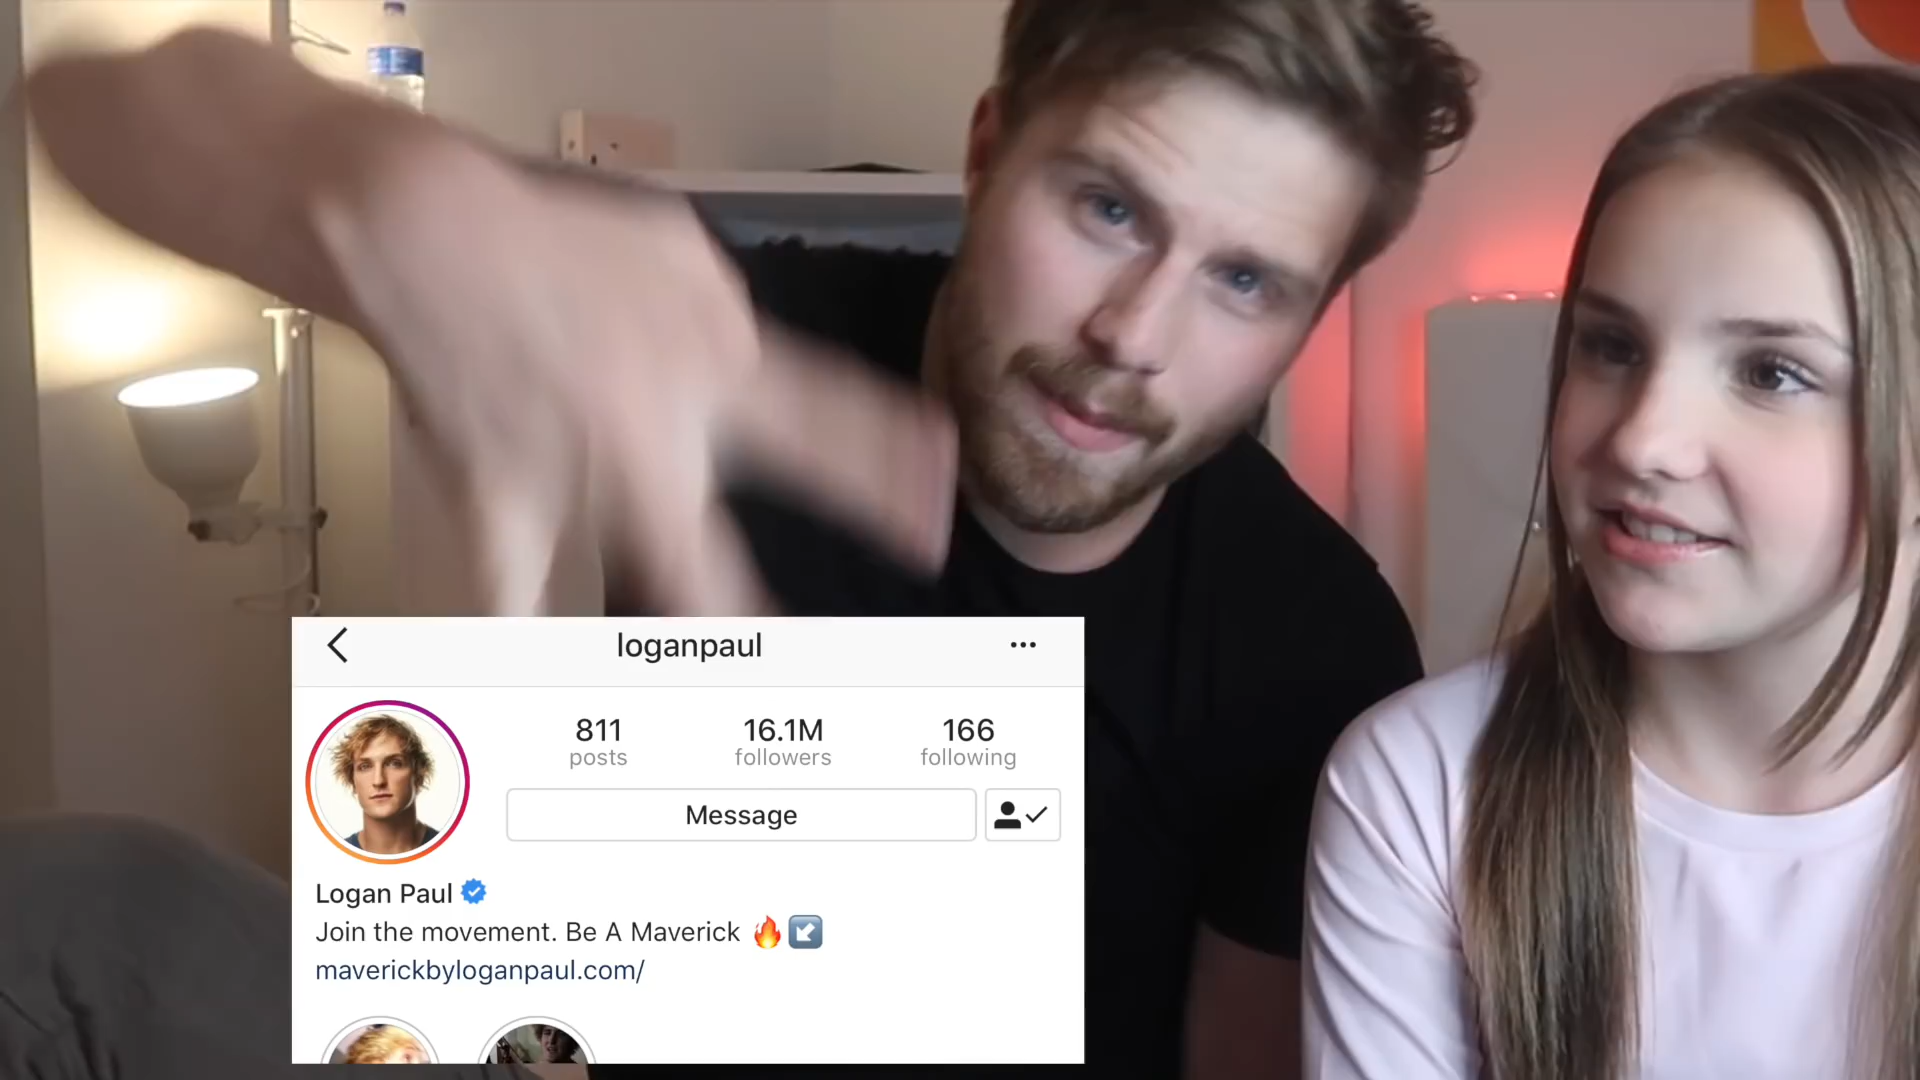 loganpaul
811 16.1M 166
posts followers following
Message
Logan Paul
Join the movement. Be A Maverick 🔥↙️
maverickbyloganpaul.com/